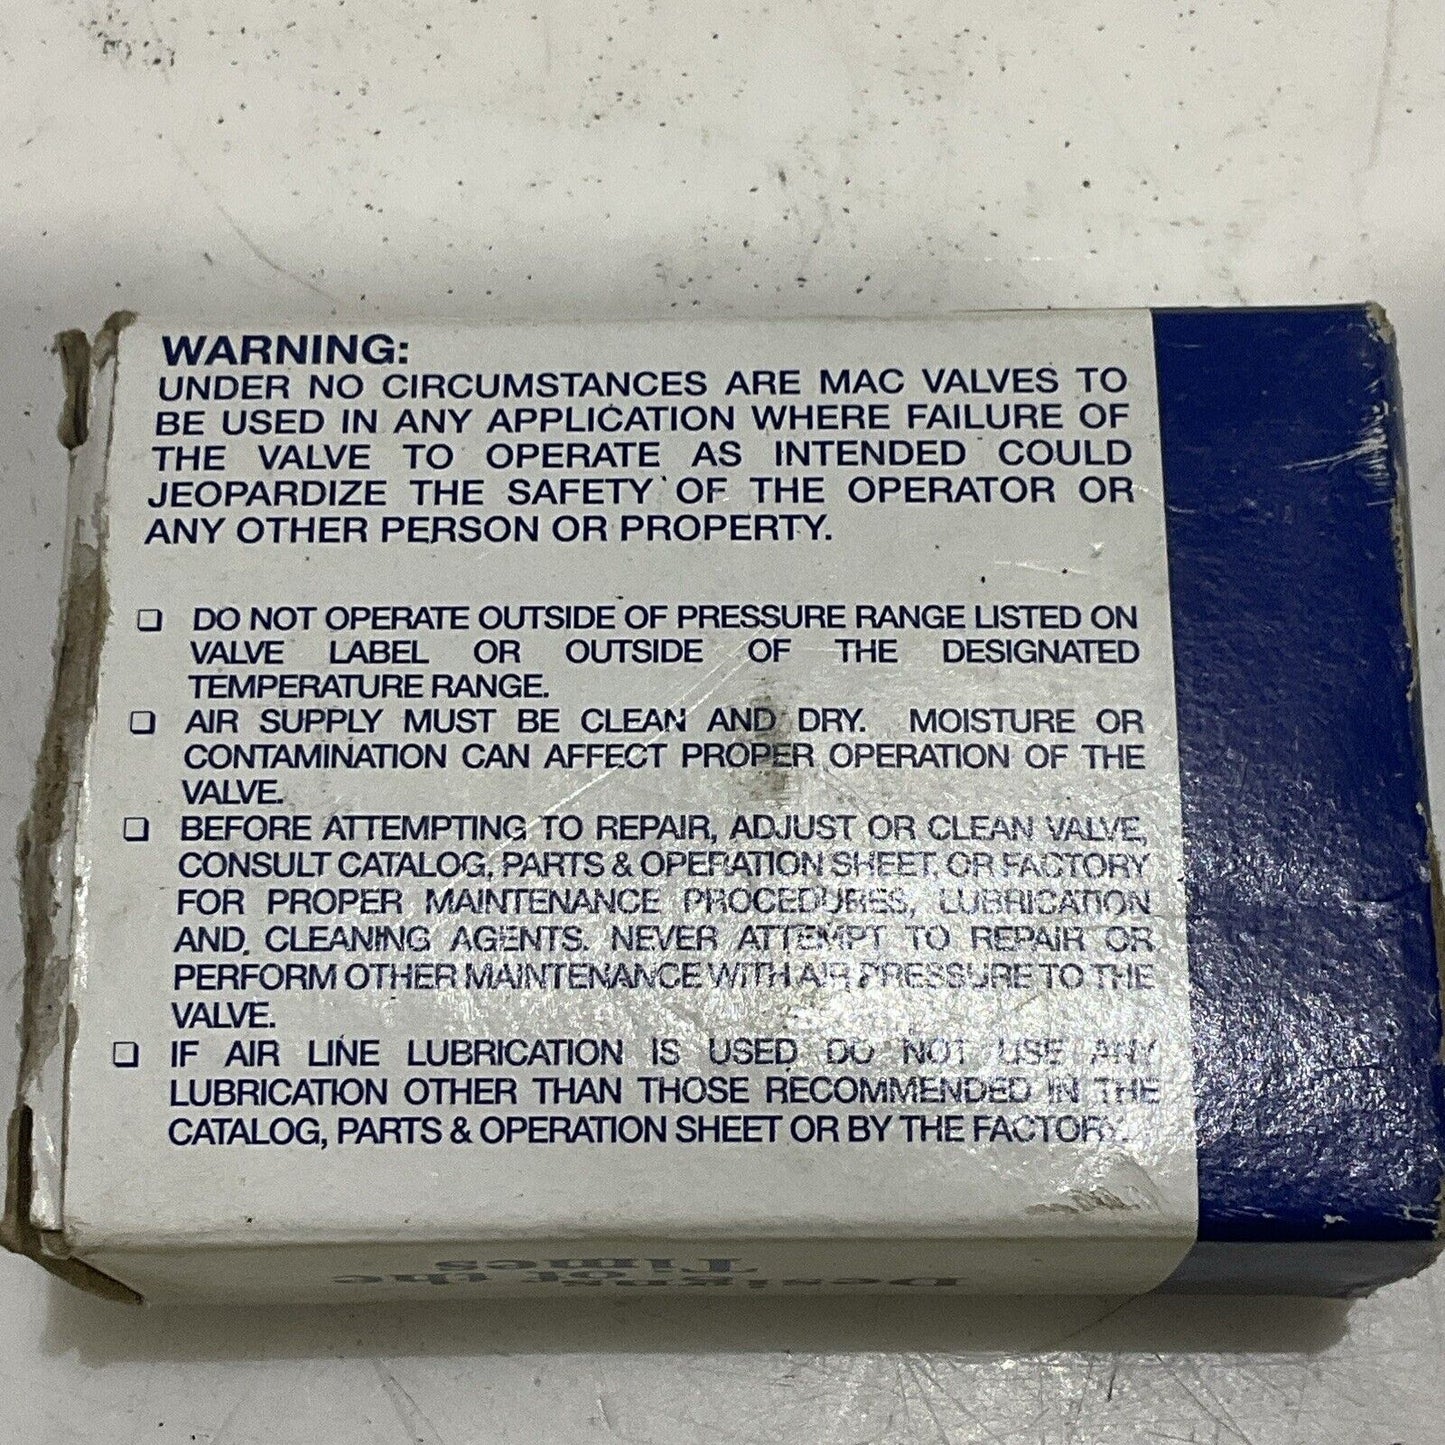 WARNING:
UNDER NO CIRCUMSTANCES ARE MAC VALVES TO
BE USED IN ANY APPLICATION WHERE FAILURE OF
THE VALVE TO OPERATE AS INTENDED COULD
JEOPARDIZE THE SAFETY OF THE OPERATOR OR
ANY OTHER PERSON OR PROPERTY.
❑ DO NOT OPERATE OUTSIDE OF PRESSURE RANGE LISTED ON
VALVE LABEL OR OUTSIDE OF THE DESIGNATED
TEMPERATURE RANGE.
❑ AIR SUPPLY MUST BE CLEAN AND DRY. MOISTURE OR
CONTAMINATION CAN AFFECT PROPER OPERATION OF THE
VALVE.
❑ BEFORE ATTEMPTING TO REPAIR, ADJUST OR CLEAN VALVE,
CONSULT CATALOG, PARTS & OPERATION SHEET, OR FACTORY
FOR PROPER MAINTENANCE PROCEDURES, LUBRICATION
AND CLEANING AGENTS. NEVER ATTEMPT TO REPAIR OR
PERFORM OTHER MAINTENANCE WITH AIR PRESSURE TO THE
VALVE.
❑ IF AIR LINE LUBRICATION IS USED DO NOT USE ANY
LUBRICATION OTHER THAN THOSE RECOMMENDED IN THE
CATALOG, PARTS & OPERATION SHEET OR BY THE FACTORY.
Designs
of the
Times